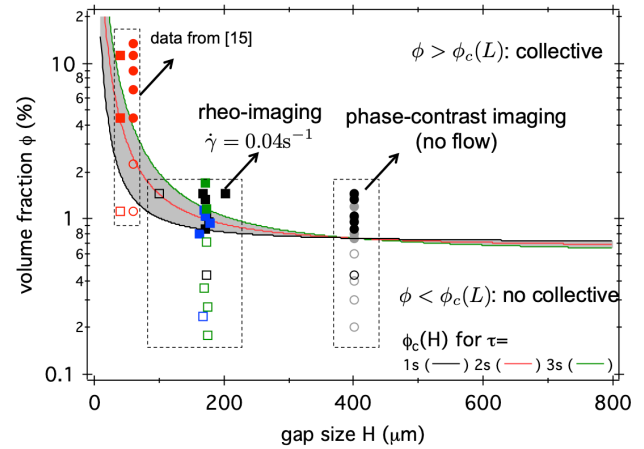 2
10
8
6
4
2
1
8
6
4
2
0.1
volume fraction ϕ (%)
data from [15]
ϕ > ϕc(L): collective
rheo-imaging
γ̇ = 0.04s⁻¹
phase-contrast imaging
(no flow)
ϕ < ϕc(L): no collective
ϕc(H) for τ=
1s ( ) 2s ( ) 3s ( )
0 200 400 600 800
gap size H (μm)